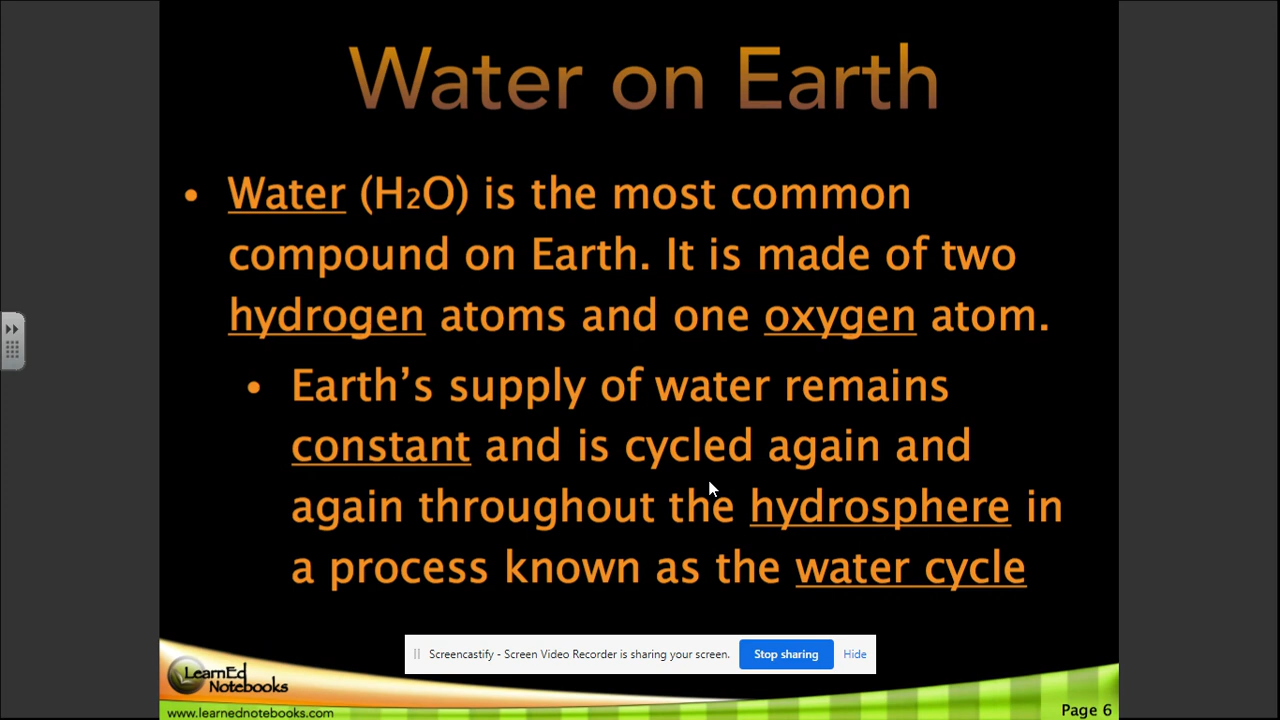 Water on Earth
• Water (H₂O) is the most common
compound on Earth. It is made of two
hydrogen atoms and one oxygen atom.
• Earth’s supply of water remains
constant and is cycled again and
again throughout the hydrosphere in
a process known as the water cycle
Screencastify - Screen Video Recorder is sharing your screen. Stop sharing Hide
LearnEd
Notebooks
www.learnednotebooks.com Page 6